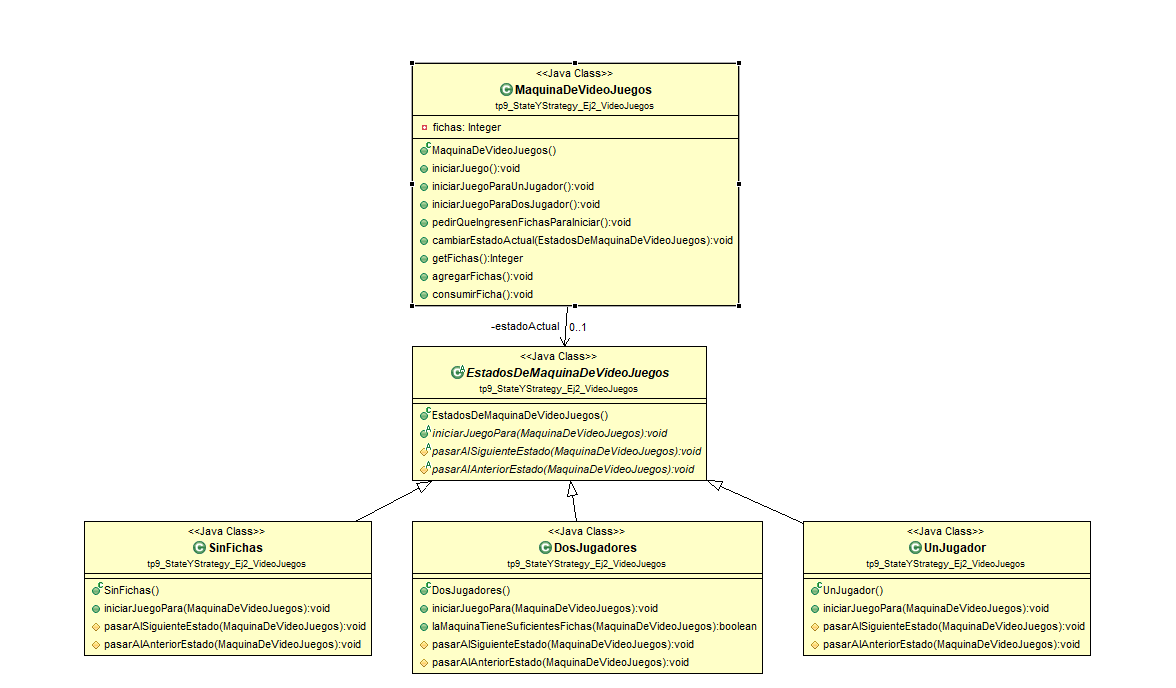 <<Java Class>>
MaquinaDeVideoJuegos
tp9_StateYStrategy_Ej2_VideoJuegos
fichas: Integer
MaquinaDeVideoJuegos()
iniciarJuego():void
iniciarJuegoParaUnJugador():void
iniciarJuegoParaDosJugador():void
pedirQueIngresenFichasParaIniciar():void
cambiarEstadoActual(EstadosDeMaquinaDeVideoJuegos):void
getFichas():Integer
agregarFichas():void
consumirFicha():void
-estadoActual 0..1
<<Java Class>>
EstadosDeMaquinaDeVideoJuegos
tp9_StateYStrategy_Ej2_VideoJuegos
EstadosDeMaquinaDeVideoJuegos()
iniciarJuegoPara(MaquinaDeVideoJuegos):void
pasarAlSiguienteEstado(MaquinaDeVideoJuegos):void
pasarAlAnteriorEstado(MaquinaDeVideoJuegos):void
<<Java Class>>
SinFichas
tp9_StateYStrategy_Ej2_VideoJuegos
SinFichas()
iniciarJuegoPara(MaquinaDeVideoJuegos):void
pasarAlSiguienteEstado(MaquinaDeVideoJuegos):void
pasarAlAnteriorEstado(MaquinaDeVideoJuegos):void
<<Java Class>>
DosJugadores
tp9_StateYStrategy_Ej2_VideoJuegos
DosJugadores()
iniciarJuegoPara(MaquinaDeVideoJuegos):void
laMaquinaTieneSuficientesFichas(MaquinaDeVideoJuegos):boolean
pasarAlSiguienteEstado(MaquinaDeVideoJuegos):void
pasarAlAnteriorEstado(MaquinaDeVideoJuegos):void
<<Java Class>>
UnJugador
tp9_StateYStrategy_Ej2_VideoJuegos
UnJugador()
iniciarJuegoPara(MaquinaDeVideoJuegos):void
pasarAlSiguienteEstado(MaquinaDeVideoJuegos):void
pasarAlAnteriorEstado(MaquinaDeVideoJuegos):void